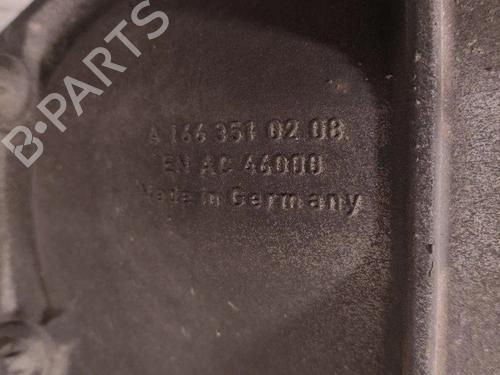 B-PARTS
A 166 351 02 08
EN AC 46000
Made in Germany